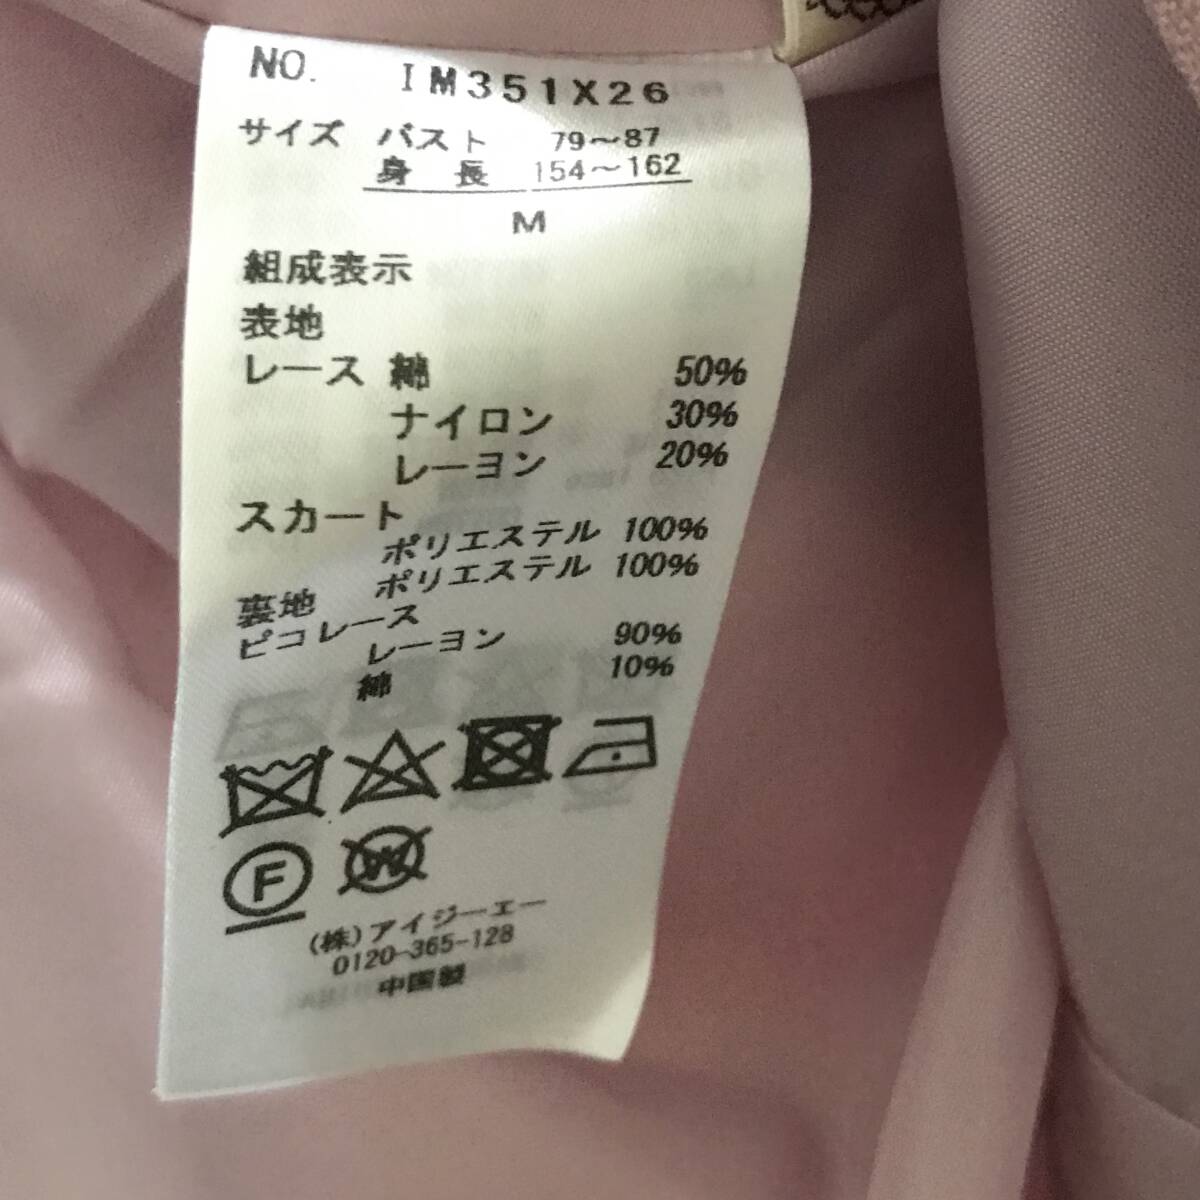 NO. IM351X26
サイズ バスト 79～87
身長 154～162
M
組成表示
表地
レース 綿 50%
ナイロン 30%
レーヨン 20%
スカート
ポリエステル 100%
裏地 ポリエステル 100%
ピコレース
レーヨン 90%
綿 10%
F
W
(株)アイジーエー
0120-365-128
中国製